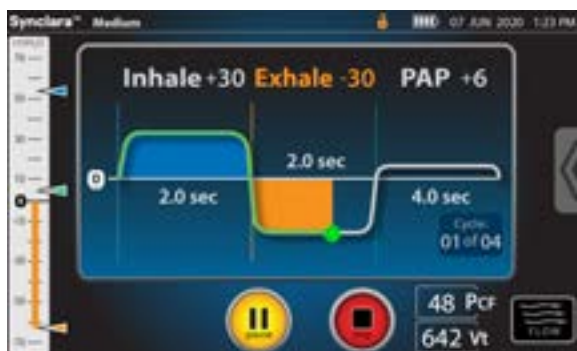 Synclara™ Medium 07 JUN 2020 1:23 PM
Inhale +30 Exhale -30 PAP +6
0
2.0 sec
2.0 sec
4.0 sec
Cycle:
01 of 04
48 PCF
642 Vt
pause
FLOW